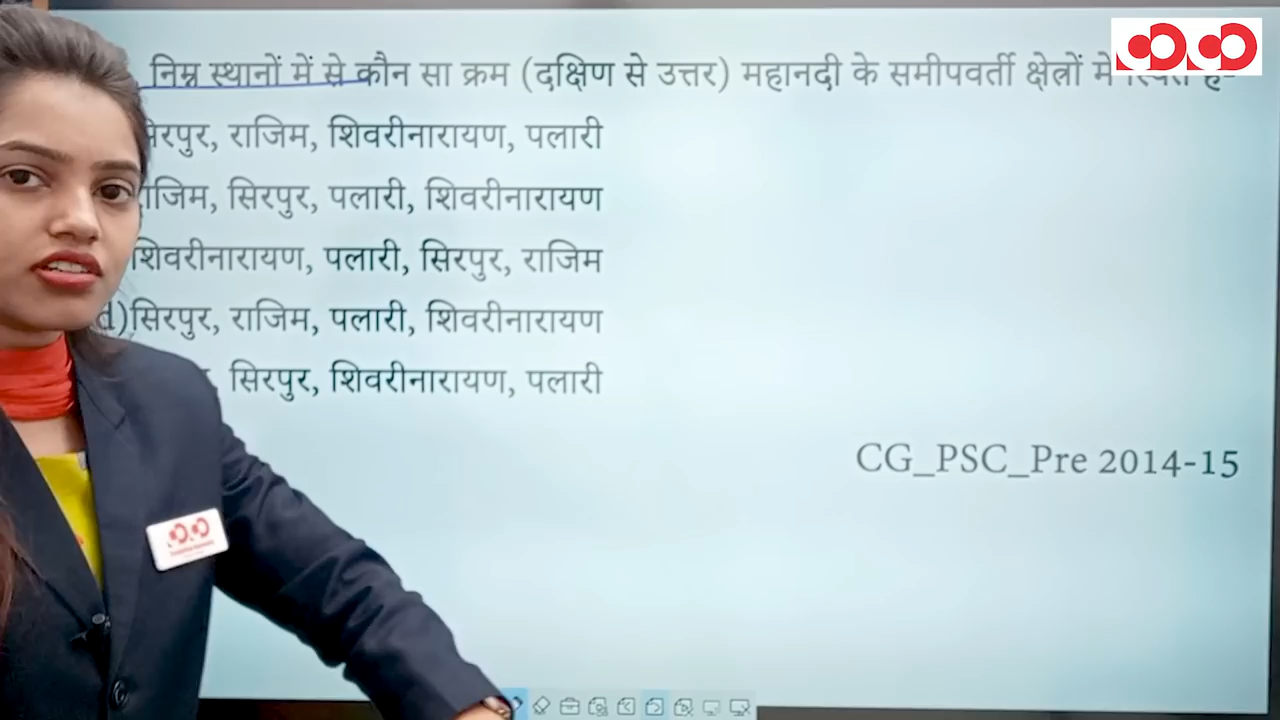 निम्न स्थानों में से कौन सा क्रम (दक्षिण से उत्तर) महानदी के समीपवर्ती क्षेत्रों में स्थित है-
सिरपुर, राजिम, शिवरीनारायण, पलारी
राजिम, सिरपुर, पलारी, शिवरीनारायण
शिवरीनारायण, पलारी, सिरपुर, राजिम
d)सिरपुर, राजिम, पलारी, शिवरीनारायण
, सिरपुर, शिवरीनारायण, पलारी
CG_PSC_Pre 2014-15